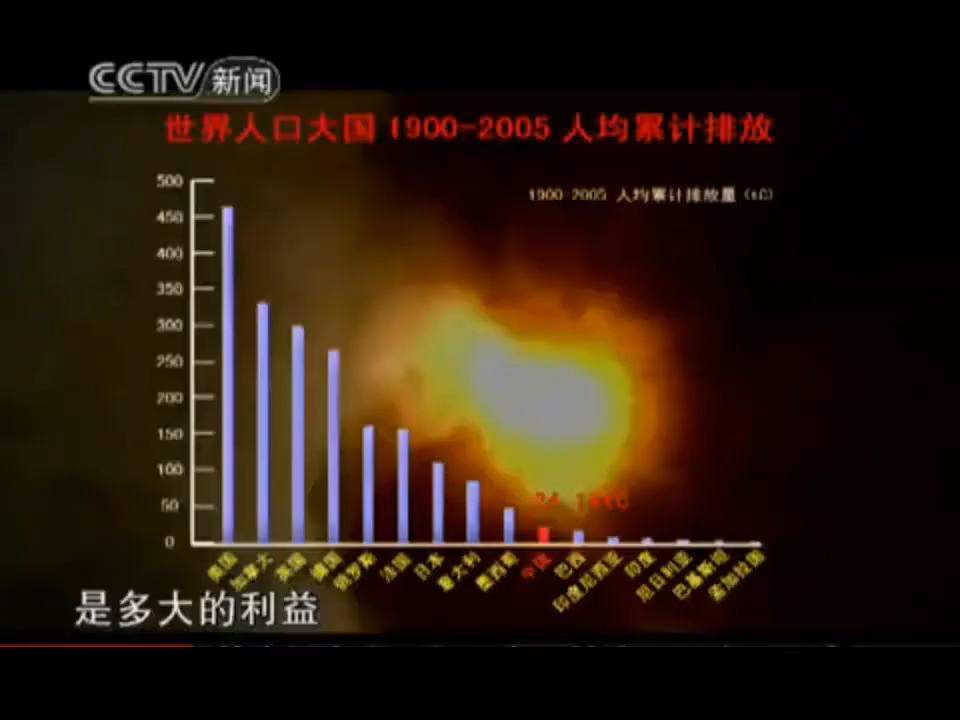 CCTV 新闻
世界人口大国 1900-2005 人均累计排放
1900-2005 人均累计排放量 (tC)
500
450
400
350
300
250
200
150
100
50
0
美国
加拿大
英国
德国
俄罗斯
法国
日本
意大利
墨西哥
中国
巴西
印度尼西亚
印度
尼日利亚
巴基斯坦
孟加拉国
是多大的利益